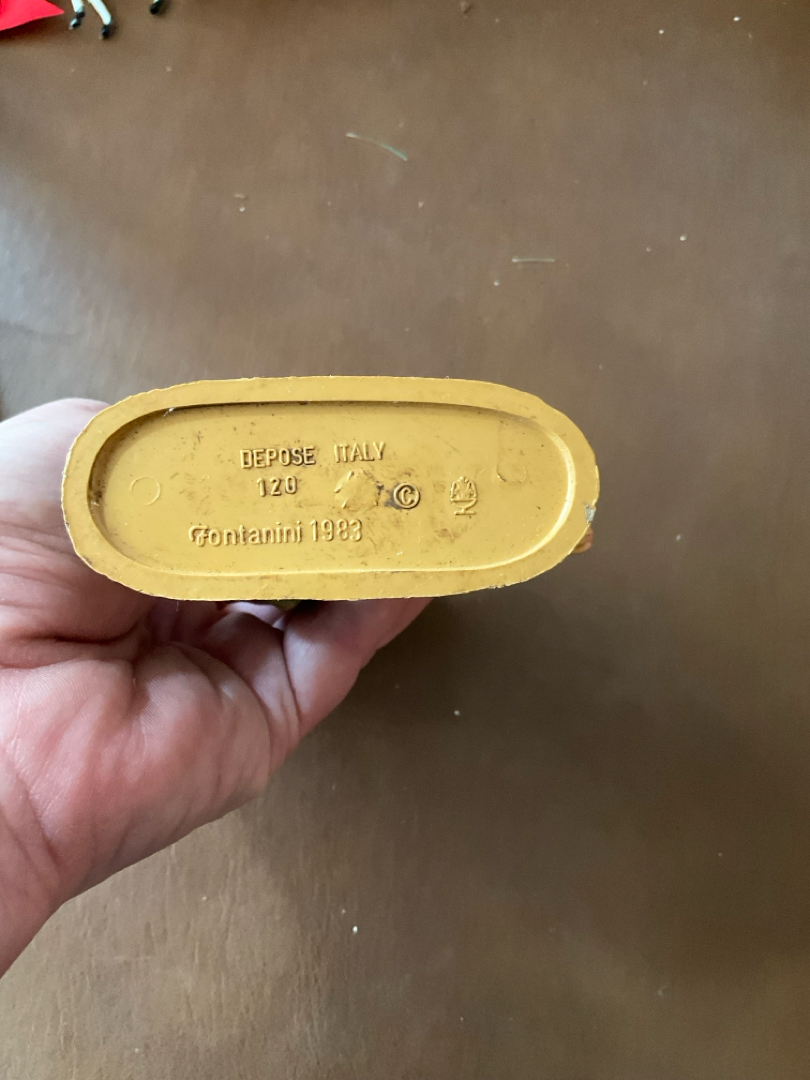 DEPOSE ITALY
120 ©
Fontanini 1983